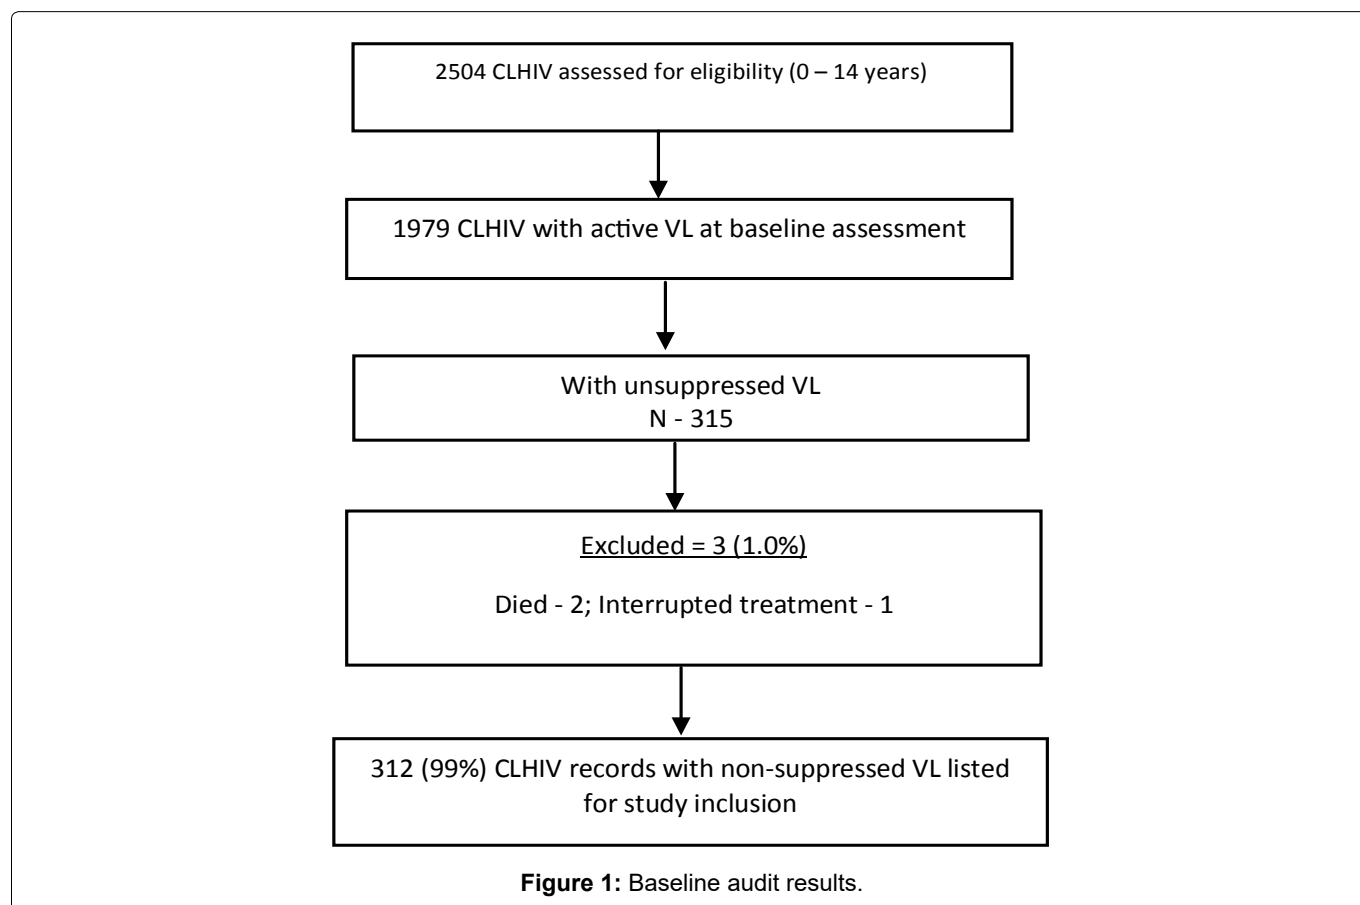 2504 CLHIV assessed for eligibility (0 – 14 years)
1979 CLHIV with active VL at baseline assessment
With unsuppressed VL
N - 315
Excluded = 3 (1.0%)
Died - 2; Interrupted treatment - 1
312 (99%) CLHIV records with non-suppressed VL listed
for study inclusion
Figure 1: Baseline audit results.